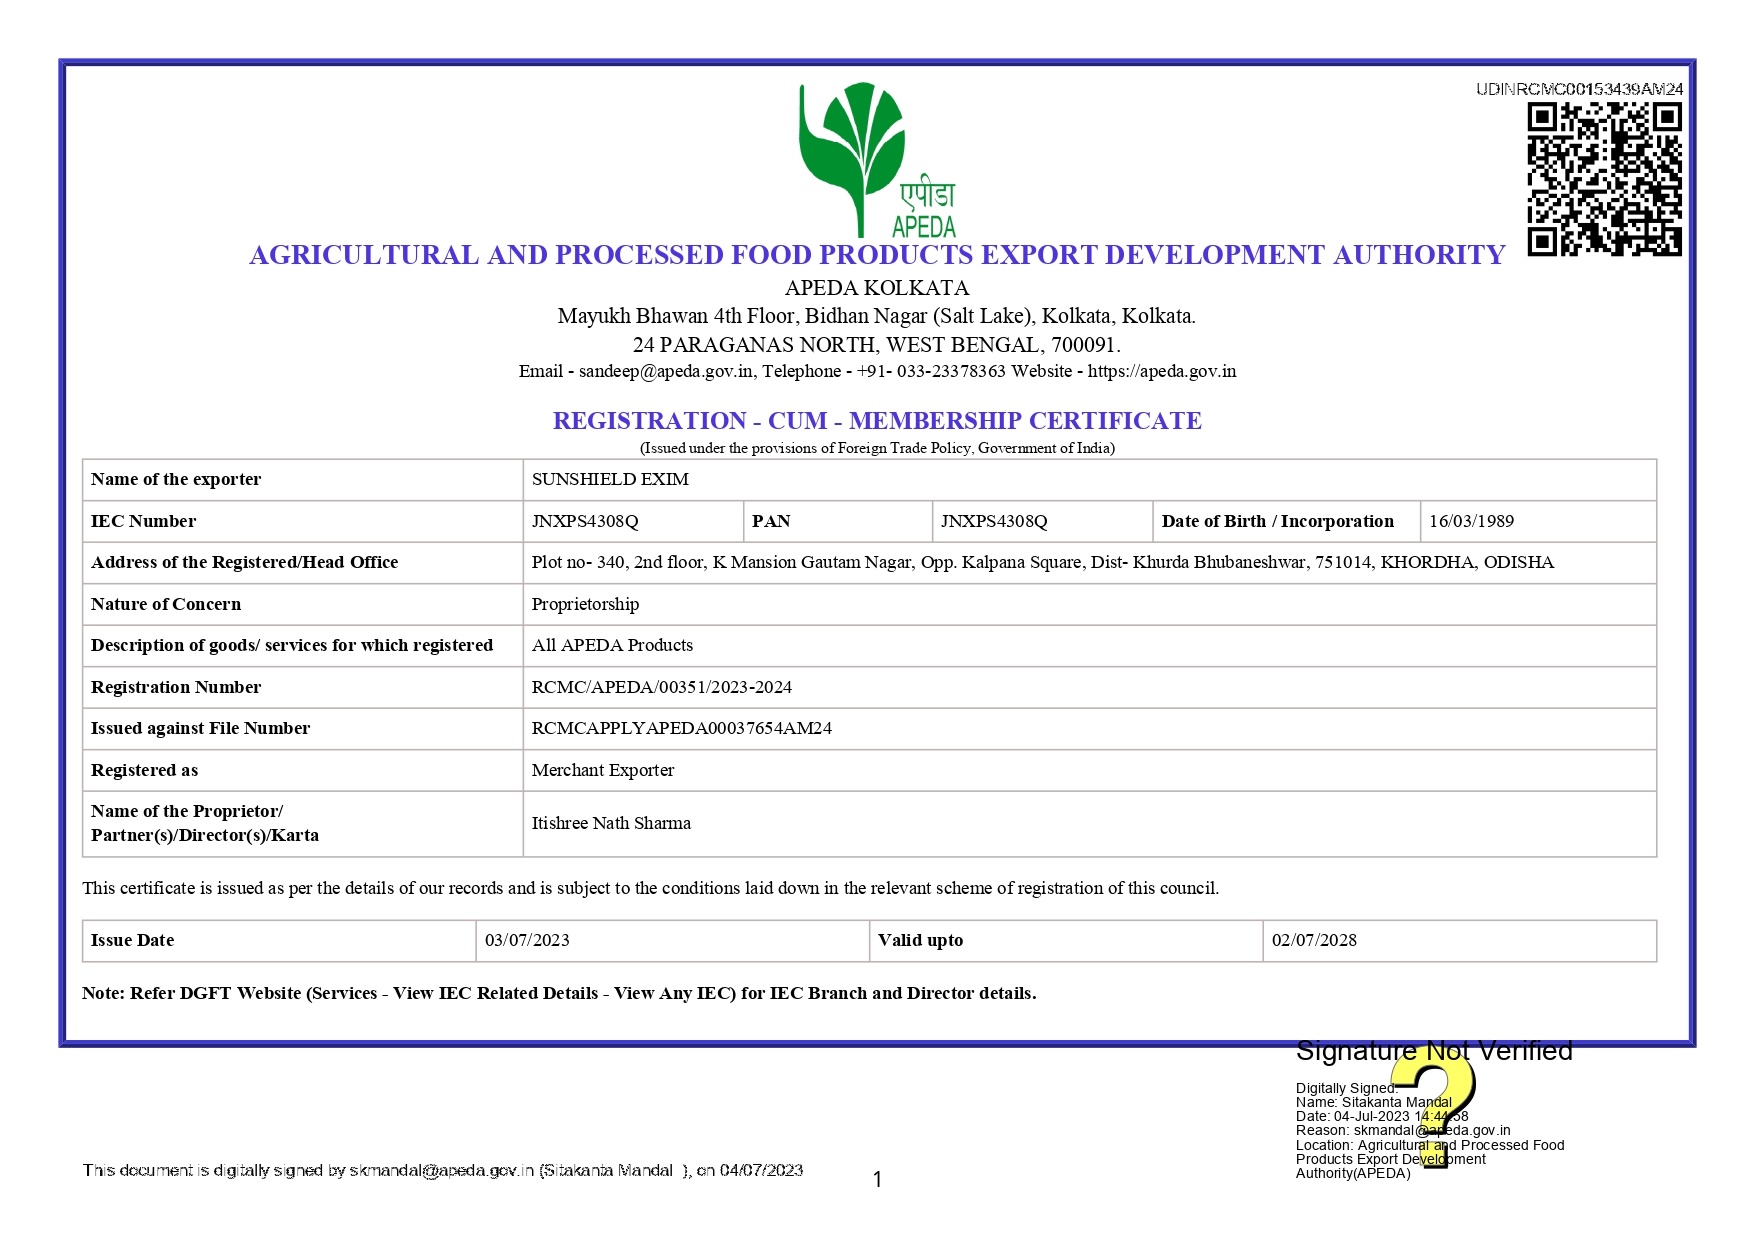 UDINRCMC00153439AM24
एपीडा
APEDA
AGRICULTURAL AND PROCESSED FOOD PRODUCTS EXPORT DEVELOPMENT AUTHORITY
APEDA KOLKATA
Mayukh Bhawan 4th Floor, Bidhan Nagar (Salt Lake), Kolkata, Kolkata.
24 PARAGANAS NORTH, WEST BENGAL, 700091.
Email - sandeep@apeda.gov.in, Telephone - +91- 033-23378363 Website - https://apeda.gov.in
REGISTRATION - CUM - MEMBERSHIP CERTIFICATE
(Issued under the provisions of Foreign Trade Policy, Government of India)
Name of the exporter SUNSHIELD EXIM
IEC Number JNXPS4308Q PAN JNXPS4308Q Date of Birth / Incorporation 16/03/1989
Address of the Registered/Head Office Plot no- 340, 2nd floor, K Mansion Gautam Nagar, Opp. Kalpana Square, Dist- Khurda Bhubaneshwar, 751014, KHORDHA, ODISHA
Nature of Concern Proprietorship
Description of goods/ services for which registered All APEDA Products
Registration Number RCMC/APEDA/00351/2023-2024
Issued against File Number RCMCAPPLYAPEDA00037654AM24
Registered as Merchant Exporter
Name of the Proprietor/
Partner(s)/Director(s)/Karta
Itishree Nath Sharma
This certificate is issued as per the details of our records and is subject to the conditions laid down in the relevant scheme of registration of this council.
Issue Date 03/07/2023 Valid upto 02/07/2028
Note: Refer DGFT Website (Services - View IEC Related Details - View Any IEC) for IEC Branch and Director details.
Signature Not Verified
Digitally Signed.
Name: Sitakanta Mandal
Date: 04-Jul-2023 14:44:58
Reason: skmandal@apeda.gov.in
Location: Agricultural and Processed Food
Products Export Development
Authority(APEDA)
This document is digitally signed by skmandal@apeda.gov.in (Sitakanta Mandal ), on 04/07/2023
1